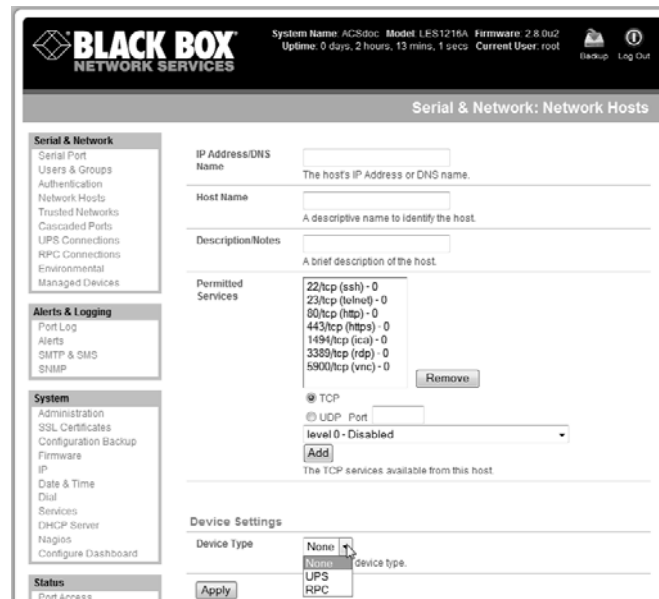 BLACK BOX
NETWORK SERVICES
System Name: ACSdoc Model: LES1216A Firmware: 2.8.0u2
Uptime: 0 days, 2 hours, 13 mins, 1 secs Current User: root
Backup Log Out
Serial & Network: Network Hosts
Serial & Network
Serial Port
Users & Groups
Authentication
Network Hosts
Trusted Networks
Cascaded Ports
UPS Connections
RPC Connections
Environmental
Managed Devices
Alerts & Logging
Port Log
Alerts
SMTP & SMS
SNMP
System
Administration
SSL Certificates
Configuration Backup
Firmware
IP
Date & Time
Dial
Services
DHCP Server
Nagios
Configure Dashboard
Status
Port Access
IP Address/DNS
Name
The host's IP Address or DNS name.
Host Name
A descriptive name to identify the host.
Description/Notes
A brief description of the host.
Permitted
Services
22/tcp (ssh) - 0
23/tcp (telnet) - 0
80/tcp (http) - 0
443/tcp (https) - 0
1494/tcp (ica) - 0
3389/tcp (rdp) - 0
5900/tcp (vnc) - 0
Remove
TCP
UDP Port
level 0 - Disabled
Add
The TCP services available from this host.
Device Settings
Device Type
None
None device type.
UPS
RPC
Apply